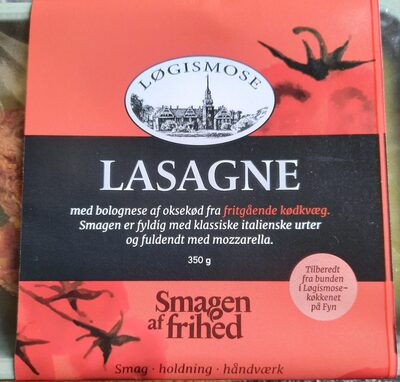 LØGISMOSE
LASAGNE
med bolognese af oksekød fra fritgående kødkvæg.
Smagen er fyldig med klassiske italienske urter
og fuldendt med mozzarella.
350 g
Tilberedt
fra bunden
i Løgismose-
køkkenet
på Fyn
Smagen
af frihed
Smag · holdning · håndværk